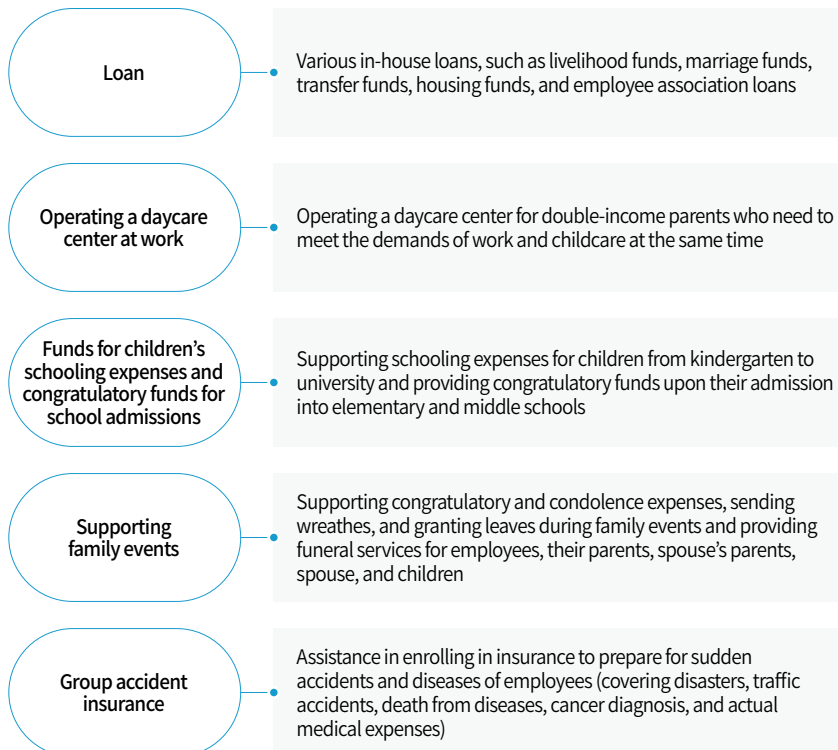 Loan
Various in-house loans, such as livelihood funds, marriage funds,
transfer funds, housing funds, and employee association loans
Operating a daycare
center at work
Operating a daycare center for double-income parents who need to
meet the demands of work and childcare at the same time
Funds for children's
schooling expenses and
congratulatory funds for
school admissions
Supporting schooling expenses for children from kindergarten to
university and providing congratulatory funds upon their admission
into elementary and middle schools
Supporting
family events
Supporting congratulatory and condolence expenses, sending
wreathes, and granting leaves during family events and providing
funeral services for employees, their parents, spouse's parents,
spouse, and children
Group accident
insurance
Assistance in enrolling in insurance to prepare for sudden
accidents and diseases of employees (covering disasters, traffic
accidents, death from diseases, cancer diagnosis, and actual
medical expenses)